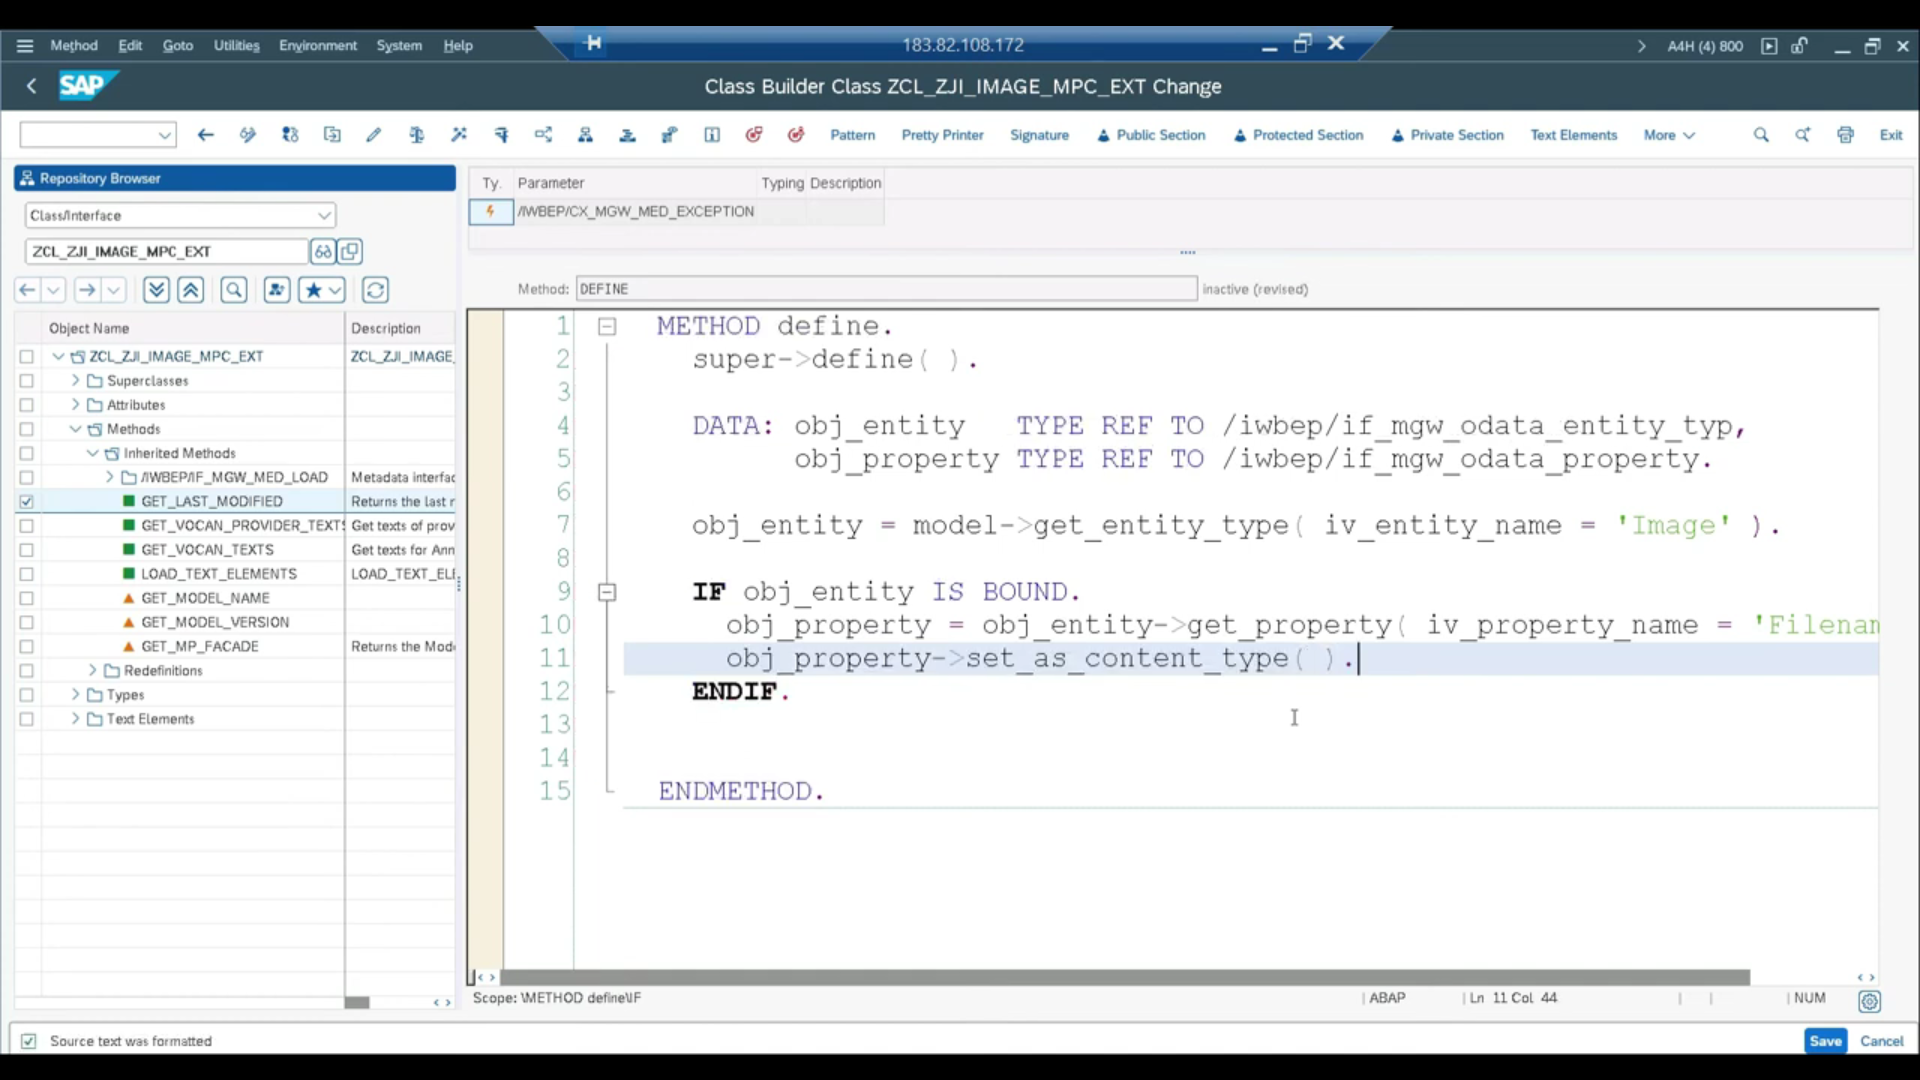 Method Edit Goto Utilities Environment System Help
183.82.108.172
A4H (4) 800
SAP
Class Builder Class ZCL_ZJI_IMAGE_MPC_EXT Change
Pattern Pretty Printer Signature Public Section Protected Section Private Section Text Elements More Exit
Repository Browser
Class/Interface
ZCL_ZJI_IMAGE_MPC_EXT
Object Name Description
ZCL_ZJI_IMAGE_MPC_EXT ZCL_ZJI_IMAGE_
Superclasses
Attributes
Methods
Inherited Methods
/IWBEP/IF_MGW_MED_LOAD Metadata interfac
GET_LAST_MODIFIED Returns the last r
GET_VOCAN_PROVIDER_TEXTS Get texts of prov
GET_VOCAN_TEXTS Get texts for Ann
LOAD_TEXT_ELEMENTS LOAD_TEXT_ELE
GET_MODEL_NAME
GET_MODEL_VERSION
GET_MP_FACADE Returns the Mode
Redefinitions
Types
Text Elements
Ty. Parameter Typing Description
/IWBEP/CX_MGW_MED_EXCEPTION
Method: DEFINE inactive (revised)
1 METHOD define.
2 super->define( ).
3
4 DATA: obj_entity TYPE REF TO /iwbep/if_mgw_odata_entity_typ,
5 obj_property TYPE REF TO /iwbep/if_mgw_odata_property.
6
7 obj_entity = model->get_entity_type( iv_entity_name = 'Image' ).
8
9 IF obj_entity IS BOUND.
10 obj_property = obj_entity->get_property( iv_property_name = 'Filenam
11 obj_property->set_as_content_type( ).
12 ENDIF.
13
14
15 ENDMETHOD.
Scope: \METHOD define\IF ABAP Ln 11 Col 44 NUM
Source text was formatted
Save Cancel